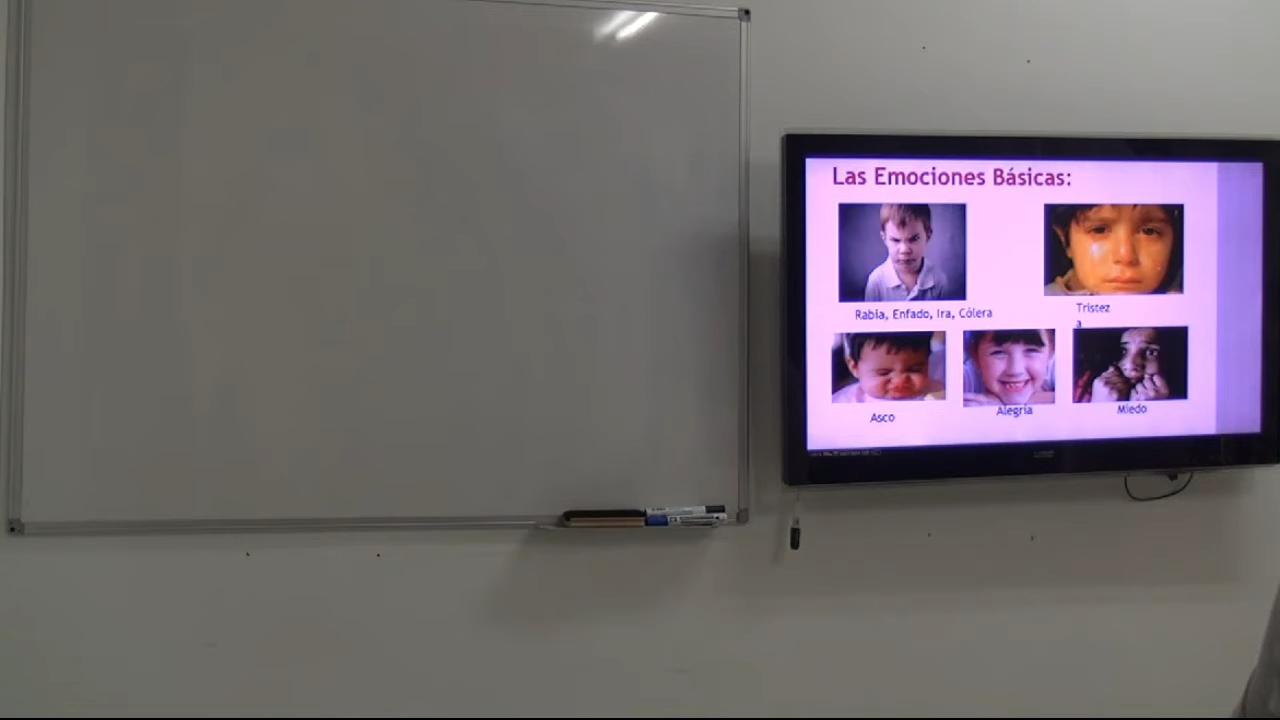 Las Emociones Básicas:
Rabia, Enfado, Ira, Cólera
Tristez
a
Asco
Alegría
Miedo